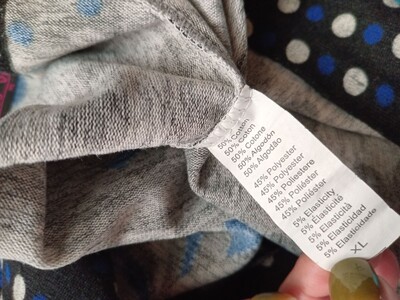 50% Cotton
50% Coton
50% Cotone
50% Algodón
50% Algodão
45% Polyester
45% Polyester
45% Poliestere
45% Poliéster
45% Poliéster
5% Elasticity
5% Élasticité
5% Elasticità
5% Elasticidad
5% Elasticidade
XL